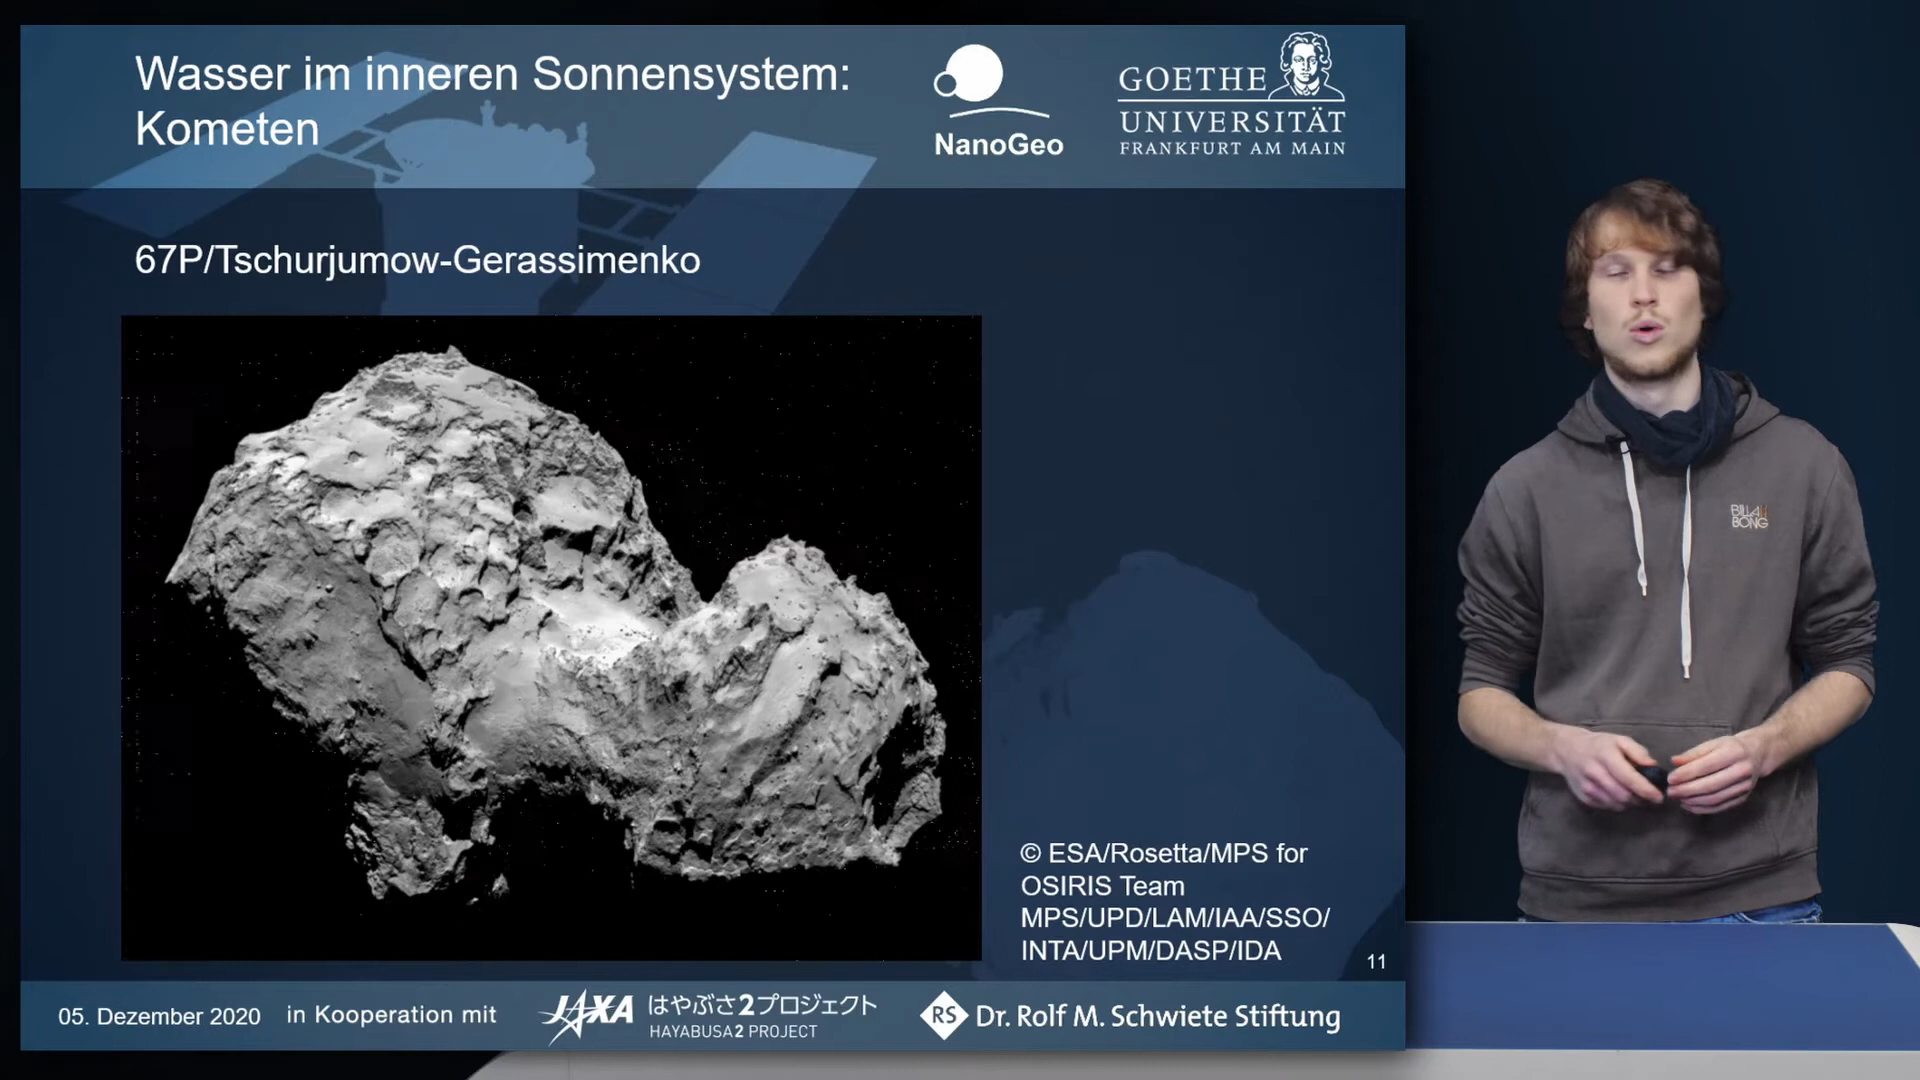 Wasser im inneren Sonnensystem:
Kometen
NanoGeo
GOETHE
UNIVERSITÄT
FRANKFURT AM MAIN
67P/Tschurjumow-Gerassimenko
BILLA
BONG
© ESA/Rosetta/MPS for
OSIRIS Team
MPS/UPD/LAM/IAA/SSO/
INTA/UPM/DASP/IDA
11
05. Dezember 2020
in Kooperation mit
JAXA
はやぶさ2プロジェクト
HAYABUSA2 PROJECT
RS
Dr. Rolf M. Schwiete Stiftung